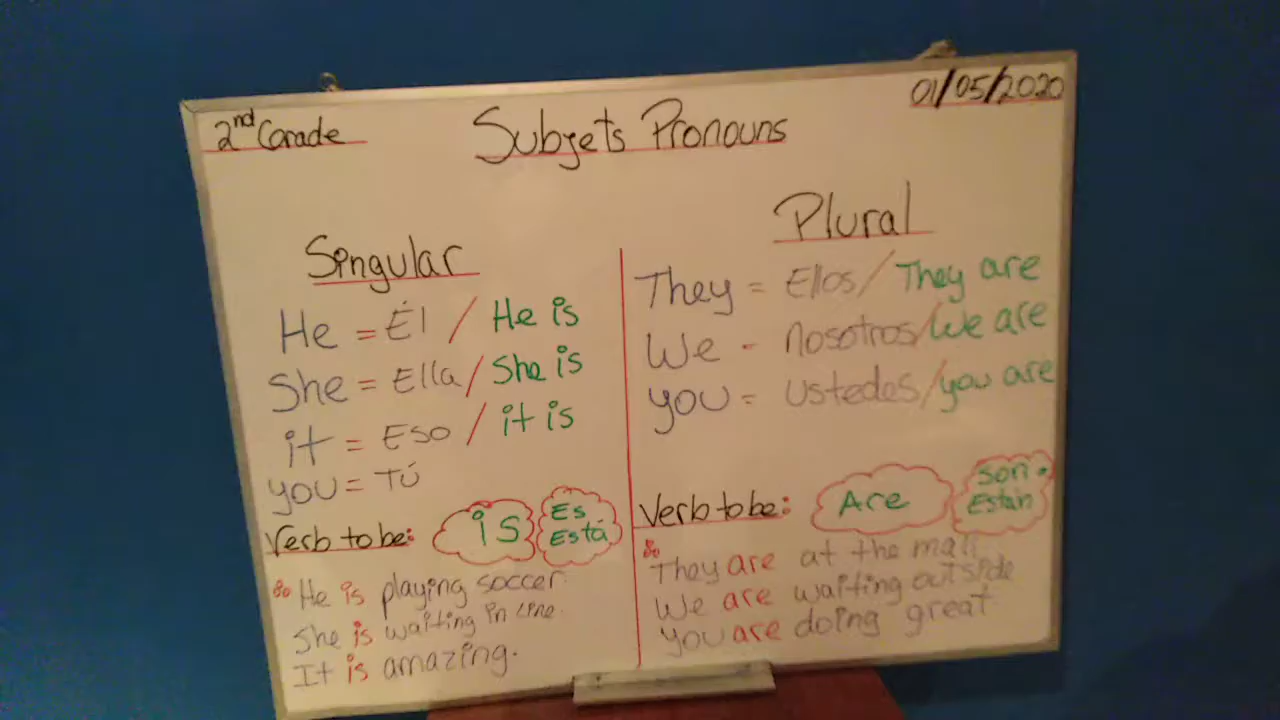 2nd Grade
Subjets Pronouns
01/05/2020
Singular
He = Él / He is
She = Ella / She is
it = Eso / it is
you = Tú
Verb to be: is Es Está
He is playing soccer
She is waiting in line.
It is amazing.
Plural
They = Ellos / They are
We = nosotros / We are
you = ustedes / you are
Verb to be: Are Son Están
They are at the mall
We are waiting outside
you are doing great